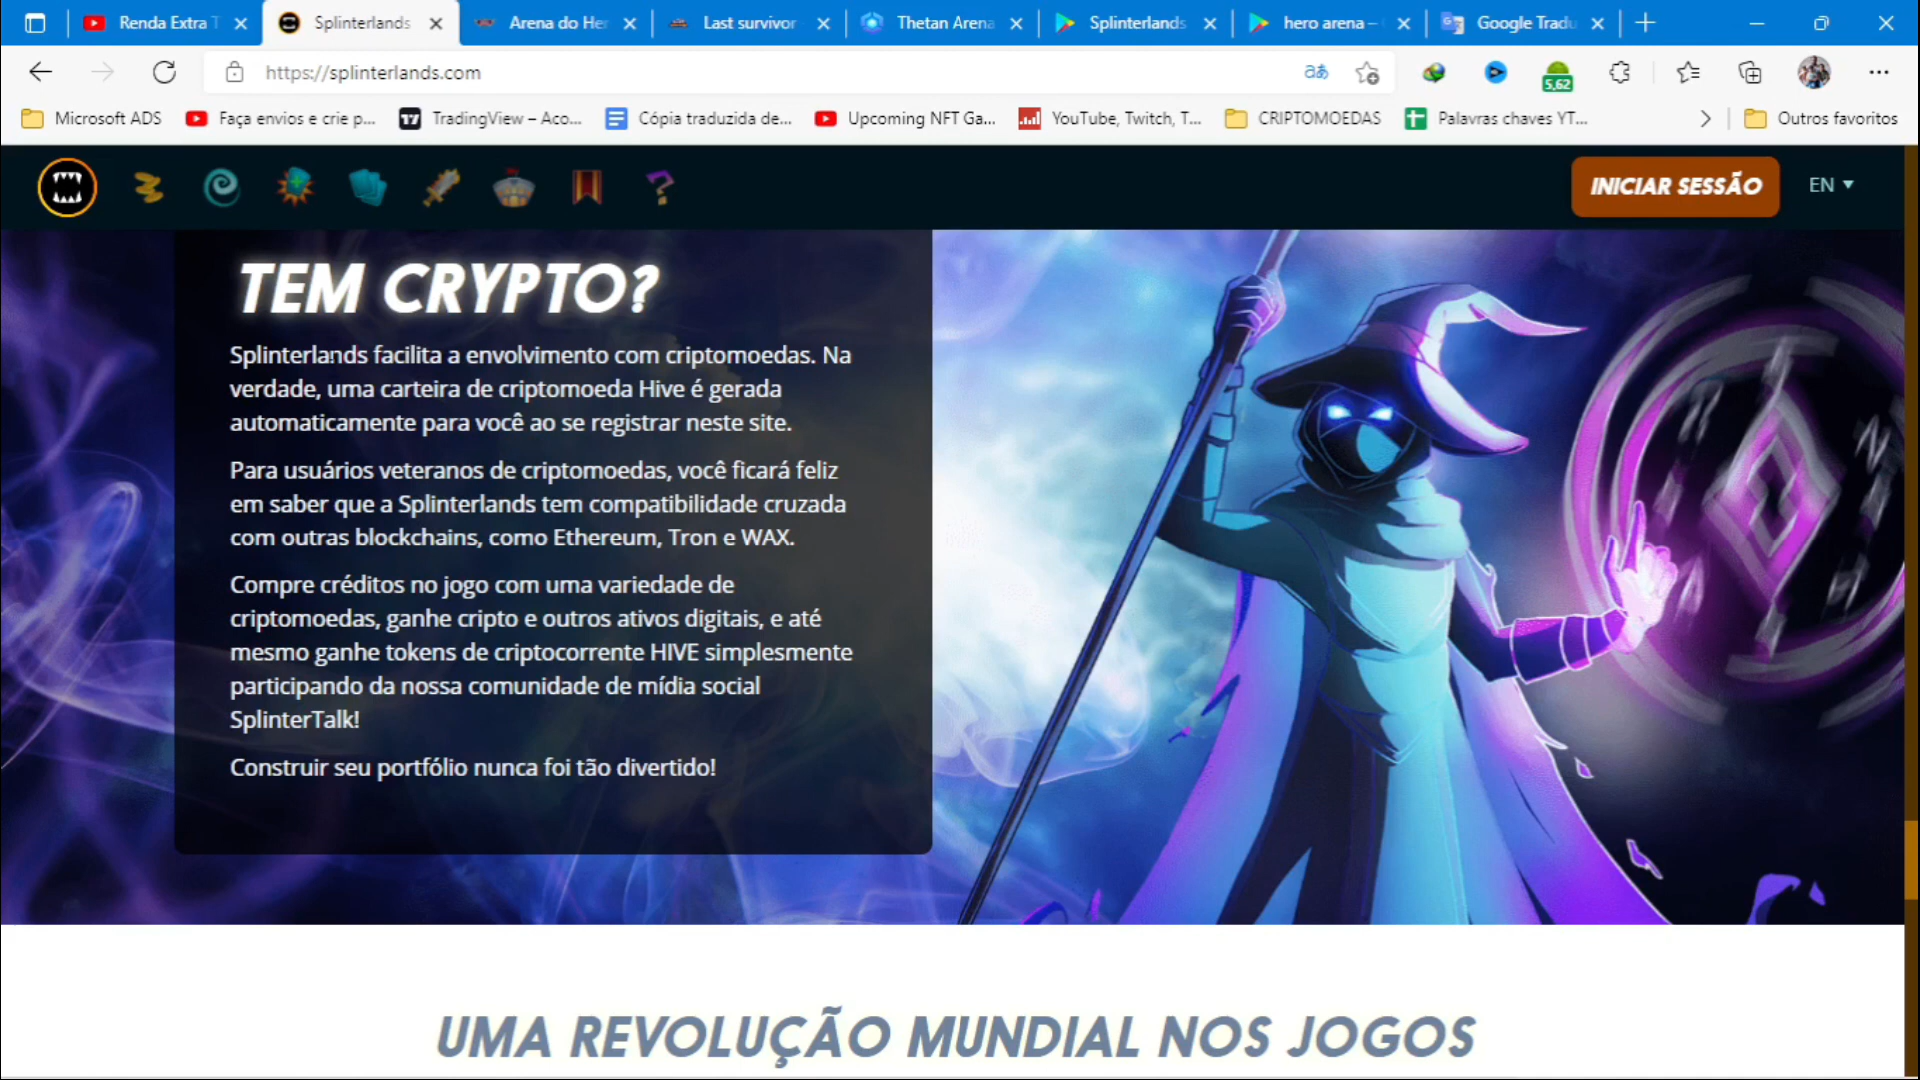 Renda Extra T
Splinterlands
Arena do Her
Last survivor
Thetan Arena
Splinterlands
hero arena –
Google Tradu
https://splinterlands.com
aあ
5,62
Microsoft ADS
Faça envios e crie p...
TradingView – Aco...
Cópia traduzida de...
Upcoming NFT Ga...
YouTube, Twitch, T...
CRIPTOMOEDAS
Palavras chaves YT...
Outros favoritos
INICIAR SESSÃO
EN
TEM CRYPTO?
Splinterlands facilita a envolvimento com criptomoedas. Na
verdade, uma carteira de criptomoeda Hive é gerada
automaticamente para você ao se registrar neste site.
Para usuários veteranos de criptomoedas, você ficará feliz
em saber que a Splinterlands tem compatibilidade cruzada
com outras blockchains, como Ethereum, Tron e WAX.
Compre créditos no jogo com uma variedade de
criptomoedas, ganhe cripto e outros ativos digitais, e até
mesmo ganhe tokens de criptocorrente HIVE simplesmente
participando da nossa comunidade de mídia social
SplinterTalk!
Construir seu portfólio nunca foi tão divertido!
UMA REVOLUÇÃO MUNDIAL NOS JOGOS